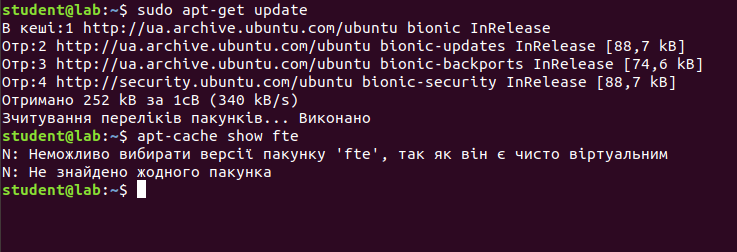 student@lab:~$ sudo apt-get update
В кеші:1 http://ua.archive.ubuntu.com/ubuntu bionic InRelease
Отр:2 http://ua.archive.ubuntu.com/ubuntu bionic-updates InRelease [88,7 kB]
Отр:3 http://ua.archive.ubuntu.com/ubuntu bionic-backports InRelease [74,6 kB]
Отр:4 http://security.ubuntu.com/ubuntu bionic-security InRelease [88,7 kB]
Отримано 252 kB за 1сВ (340 kB/s)
Зчитування переліків пакунків... Виконано
student@lab:~$ apt-cache show fte
N: Неможливо вибирати версії пакунку 'fte', так як він є чисто віртуальним
N: Не знайдено жодного пакунка
student@lab:~$